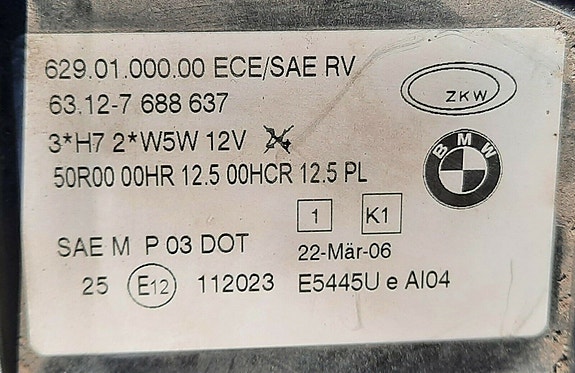 629.01.000.00 ECE/SAE RV
ZKW
63.12-7 688 637
3*H7 2*W5W 12V
BMW
50R00 00HR 12.5 00HCR 12.5 PL
1 K1
SAE M P 03 DOT 22-Mär-06
25 E12 112023 E5445U e AI04